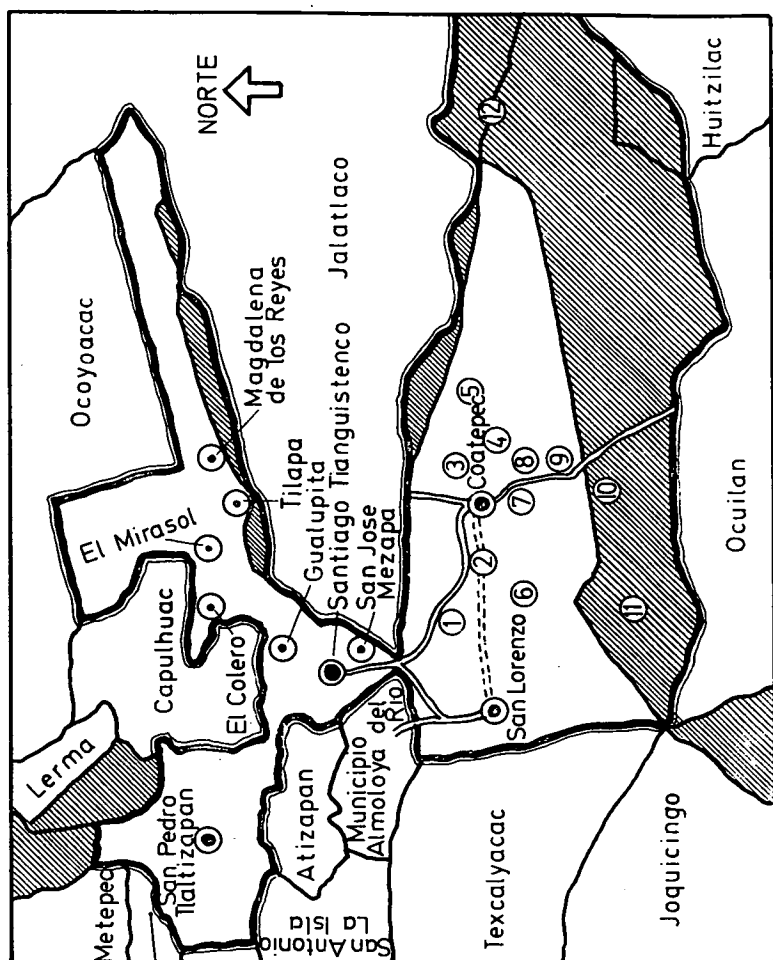 NORTE
Ocoyoacac
Magdalena
de los Reyes
Jalatlaco
Tilapa
El Mirasol
Gualupita
Santiago Tianguistenco
San Jose
Mezapa
Capulhuac
El Colero
Lerma
San Pedro
Tlaltizapan
Metepec
Atizapan
Municipio
Almoloya del
Rio
San Antonio
La Isla
Texcalyacac
Joquicingo
San Lorenzo
Coatepec
Ocuilan
Huitzilac
1
2
3
4
5
6
7
8
9
10
11
12